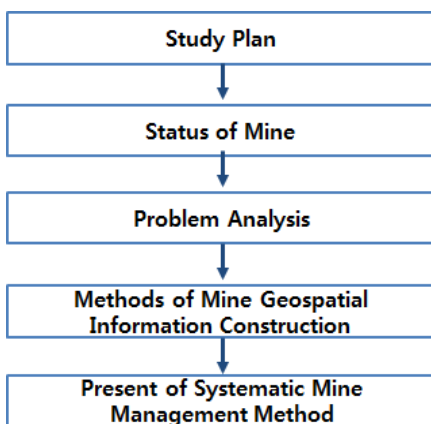 Study Plan
Status of Mine
Problem Analysis
Methods of Mine Geospatial
Information Construction
Present of Systematic Mine
Management Method